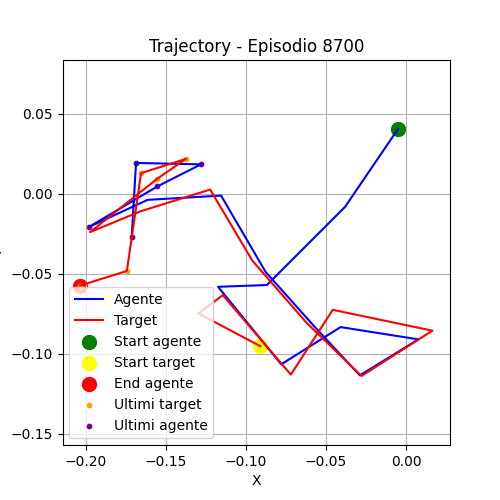 Trajectory - Episodio 8700
0.05
0.00
−0.05
−0.10
−0.15
Agente
Target
Start agente
Start target
End agente
Ultimi target
Ultimi agente
−0.20
−0.15
−0.10
−0.05
0.00
X